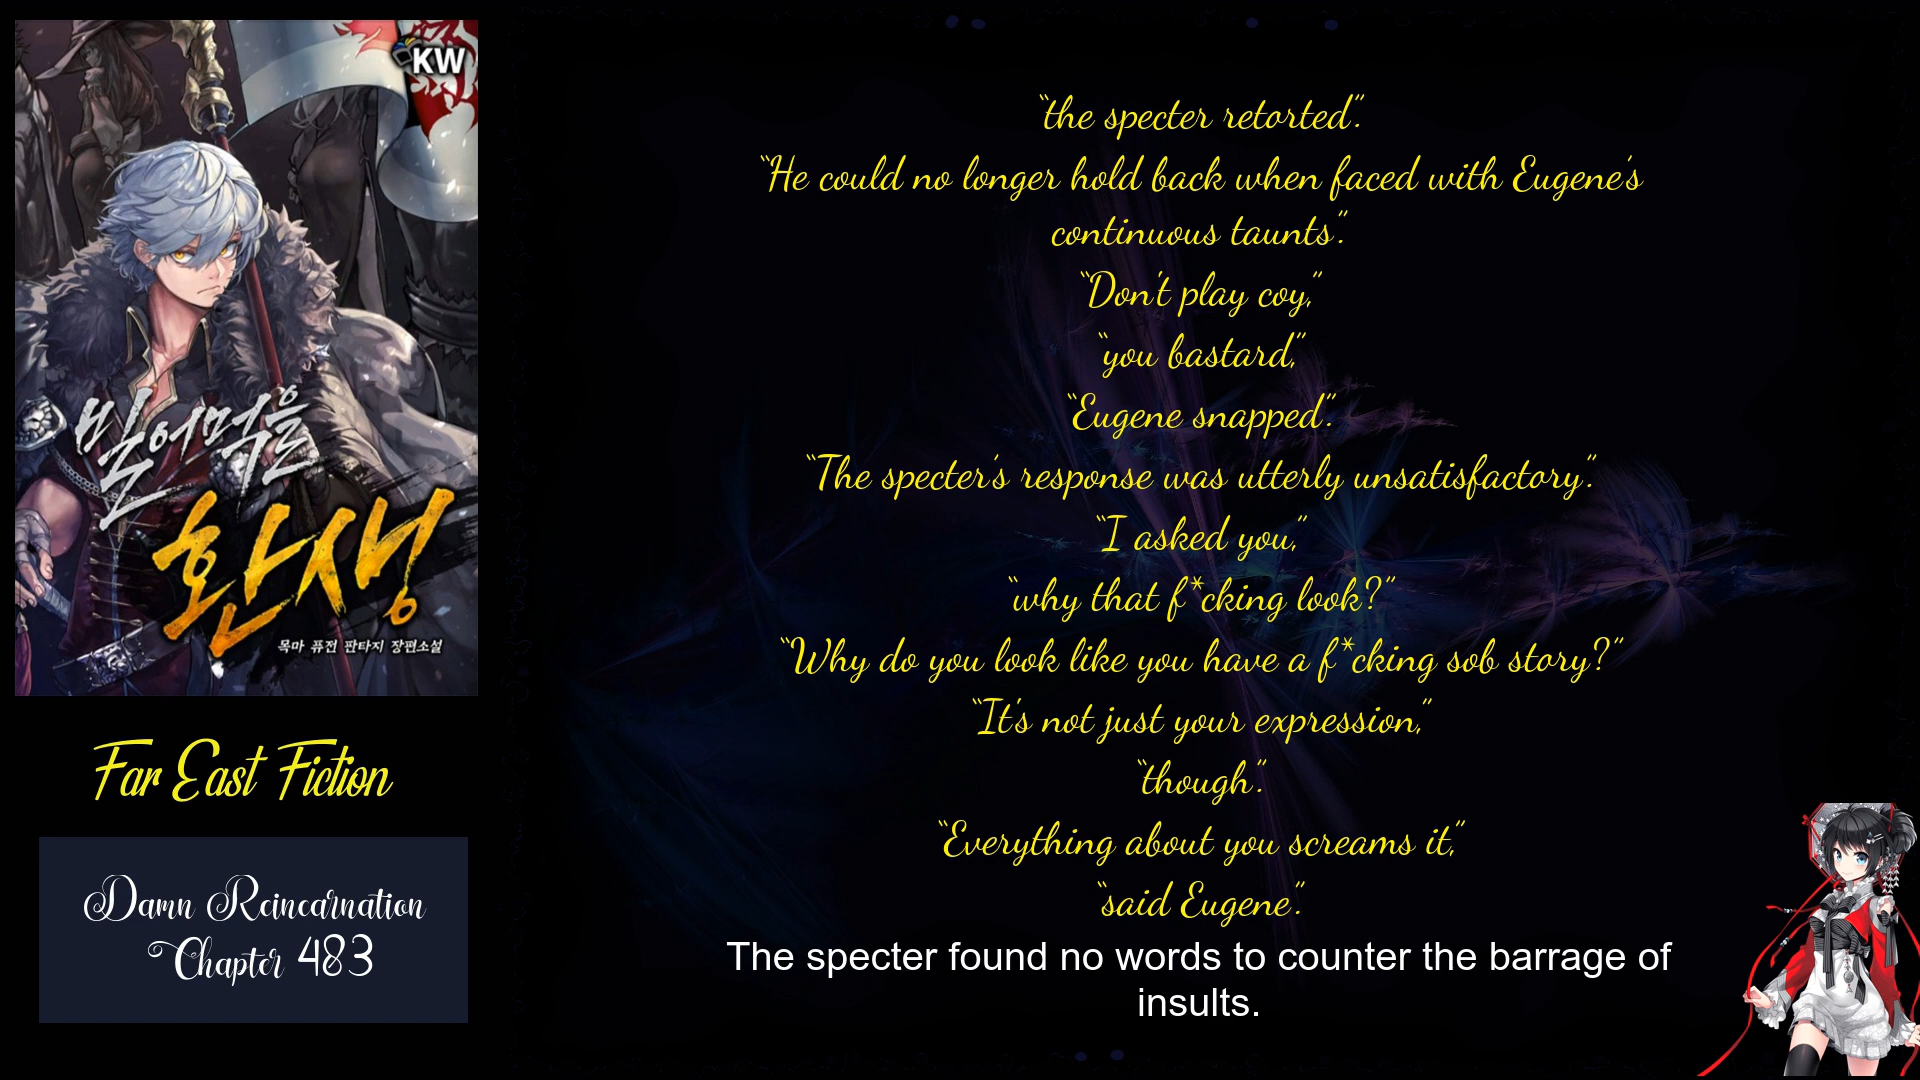 KW
빌어먹을
환생
목마 퓨전 판타지 장편소설
Far East Fiction
Damn Reincarnation
Chapter 483
“the specter retorted”.
“He could no longer hold back when faced with Eugene's
continuous taunts”.
“Don't play coy,”
“you bastard,”
“Eugene snapped”.
“The specter's response was utterly unsatisfactory”.
“I asked you,”
“why that f*cking look?”
“Why do you look like you have a f*cking sob story?”
“It's not just your expression,”
“though”.
“Everything about you screams it,”
“said Eugene”.
The specter found no words to counter the barrage of
insults.